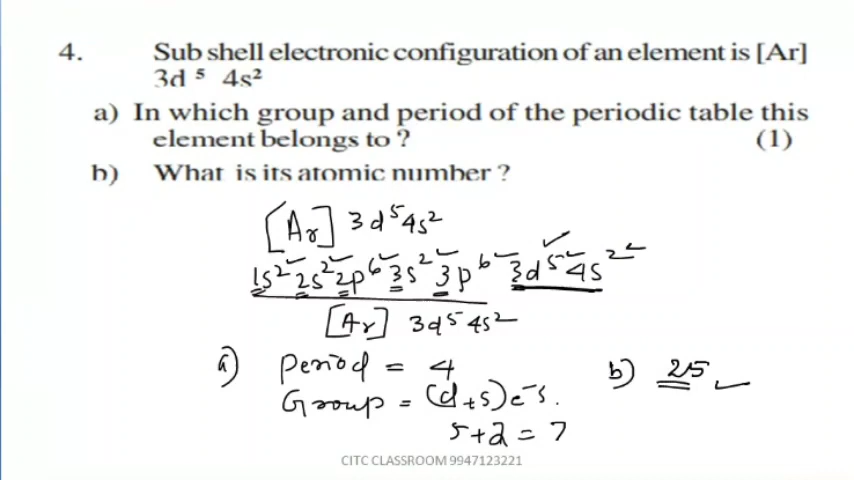 4. Sub shell electronic configuration of an element is [Ar]
3d ⁵ 4s²
a) In which group and period of the periodic table this
element belongs to ? (1)
b) What is its atomic number ?
[Ar] 3d⁵4s²
1s² 2s² 2p⁶ 3s² 3p⁶ 3d⁵ 4s²
[Ar] 3d⁵ 4s²
a) Period = 4
b) 25
Group = (d+s)e⁻s.
5+2 = 7
CITC CLASSROOM 9947123221